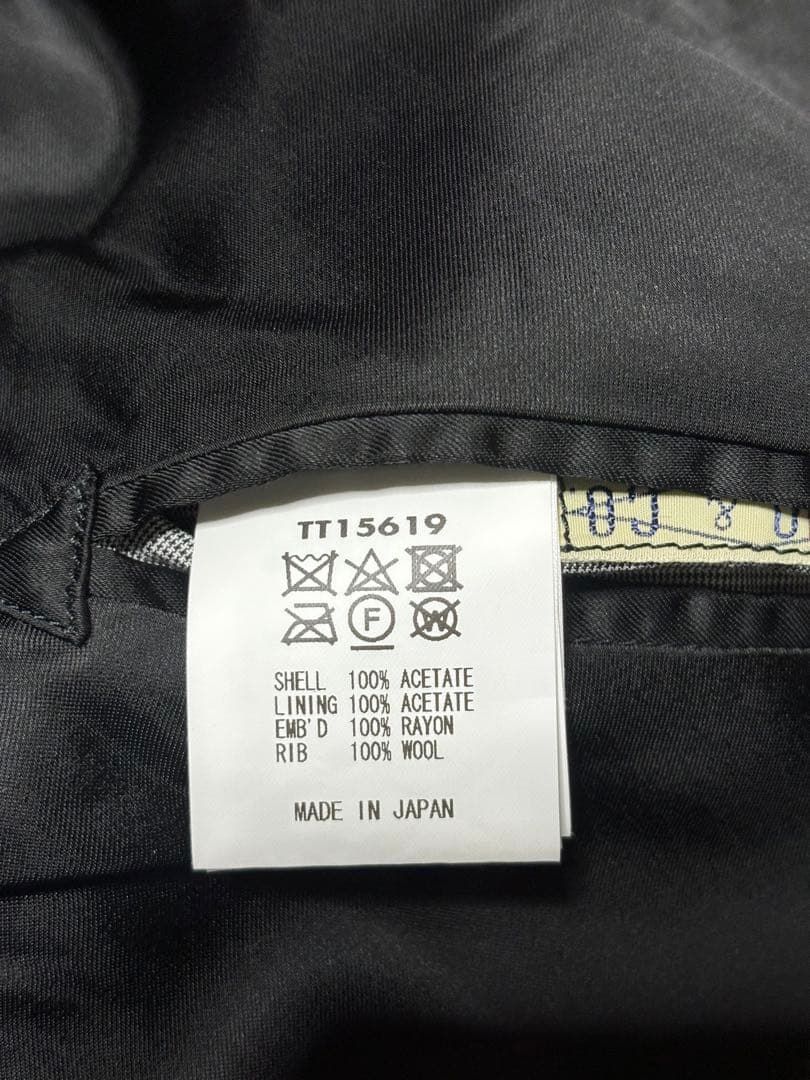 TT15619
F W
SHELL 100% ACETATE
LINING 100% ACETATE
EMB'D 100% RAYON
RIB 100% WOOL
MADE IN JAPAN